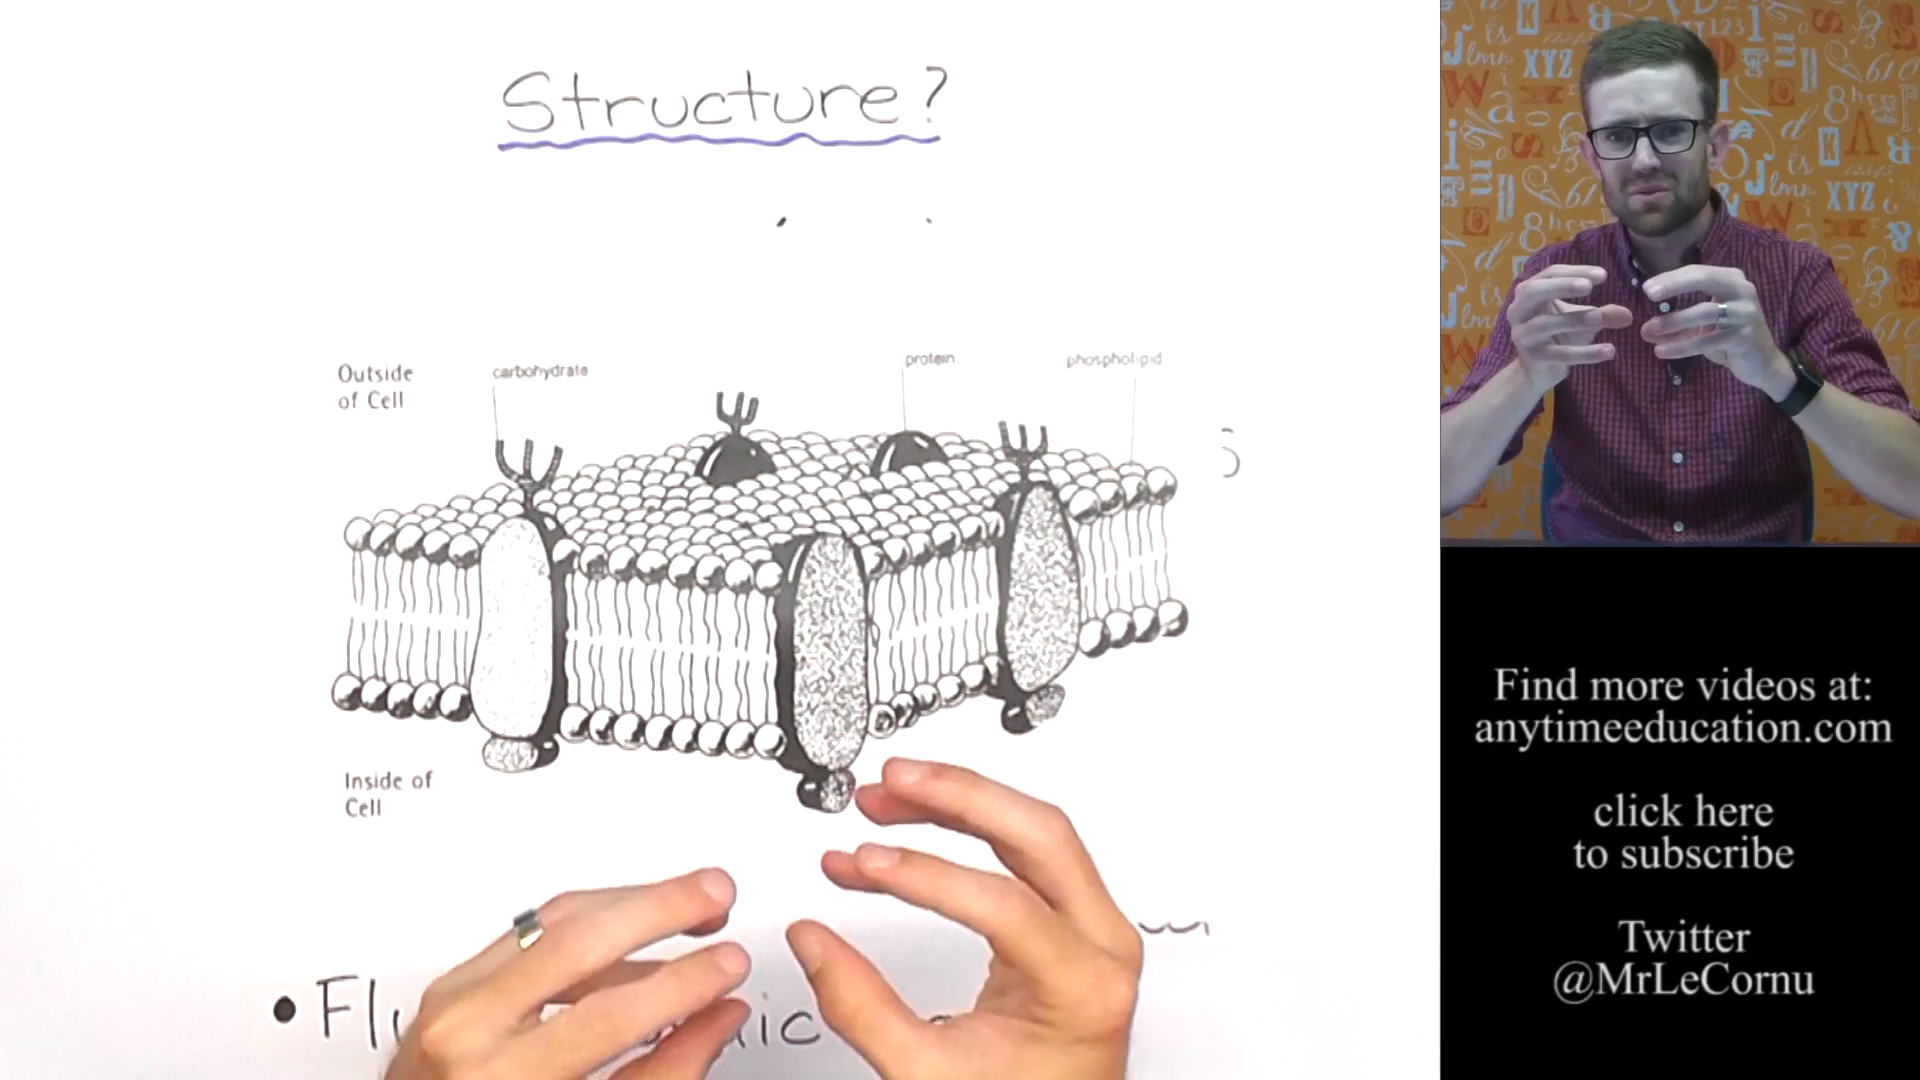 Structure?
Outside
of Cell
carbohydrate
protein
phospholipid
Inside of
Cell
Find more videos at:
anytimeeducation.com
click here
to subscribe
Twitter
@MrLeCornu